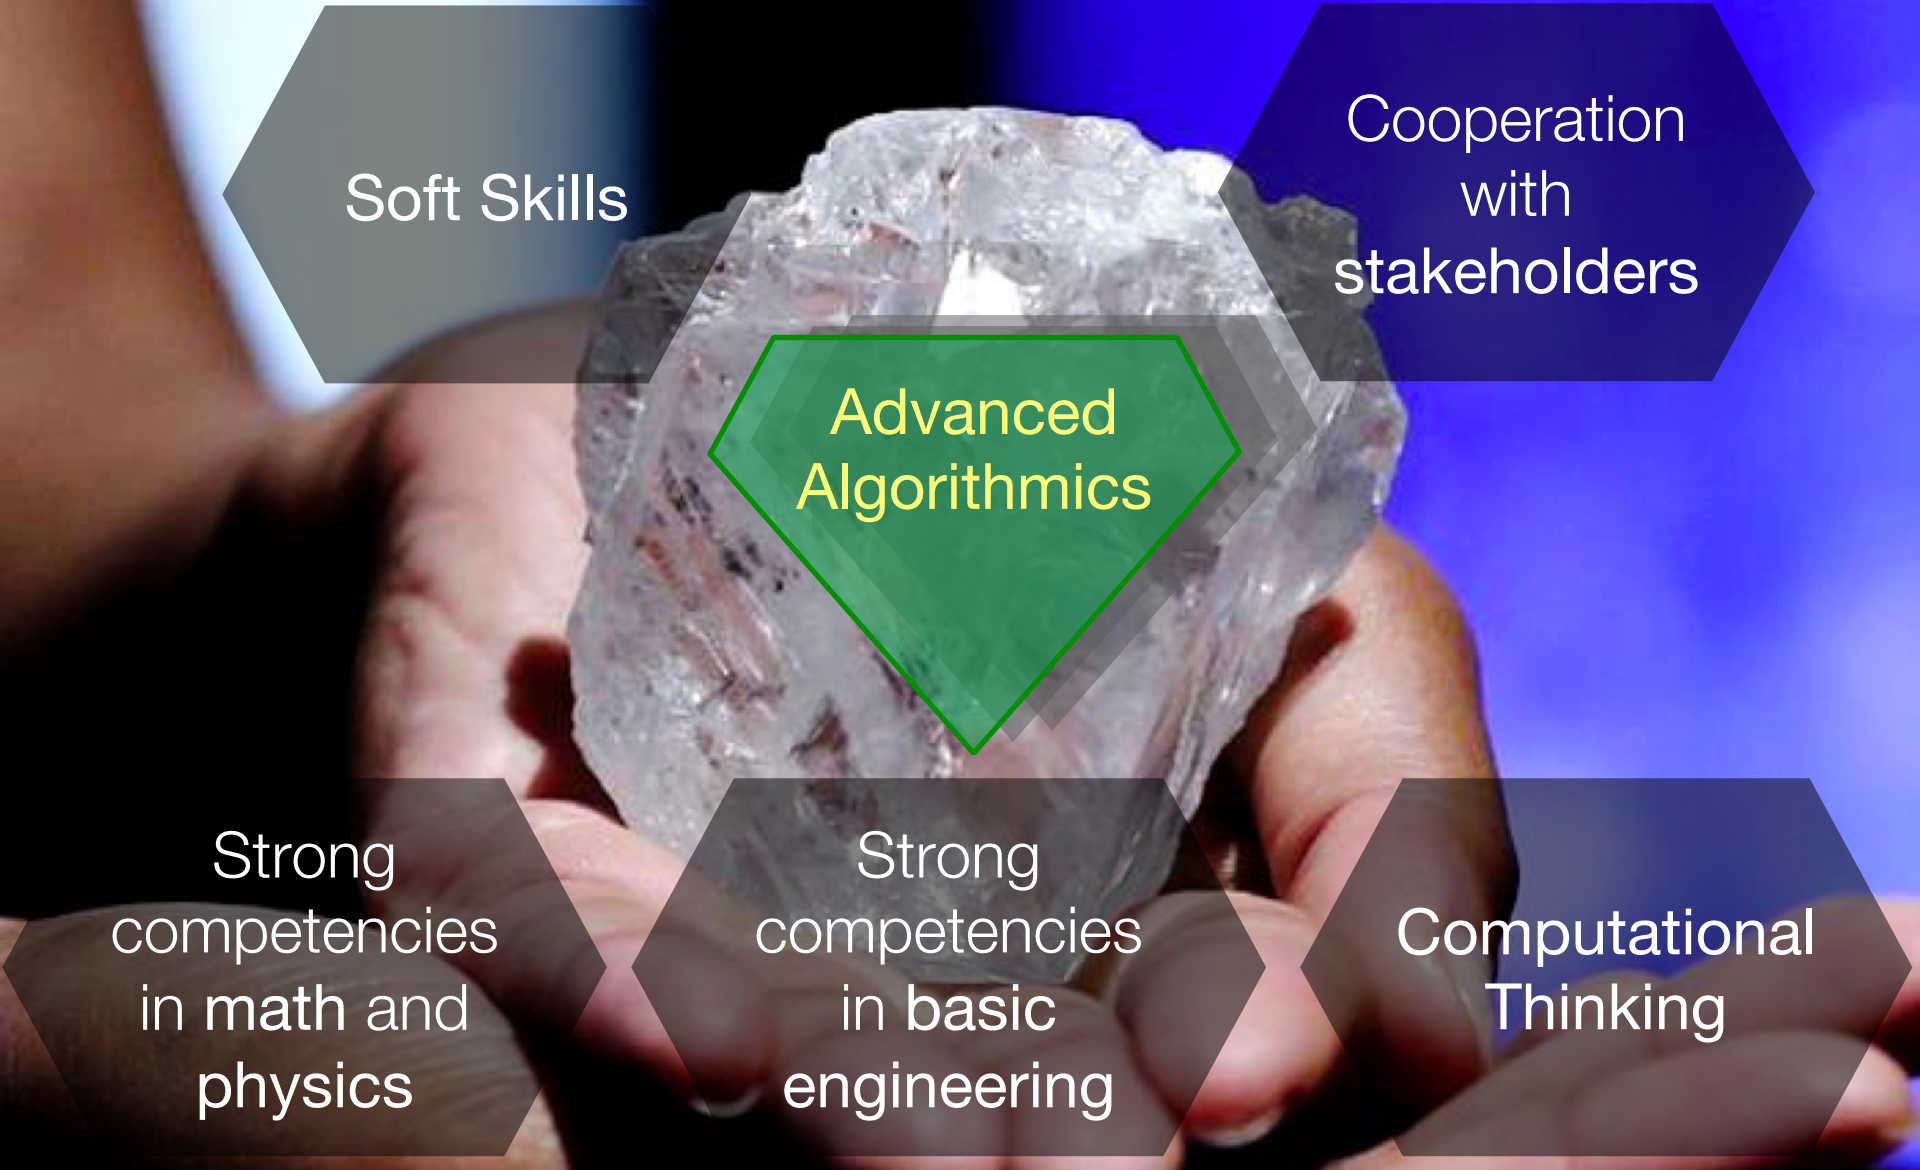 Soft Skills
Cooperation
with
stakeholders
Advanced
Algorithmics
Strong
competencies
in math and
physics
Strong
competencies
in basic
engineering
Computational
Thinking